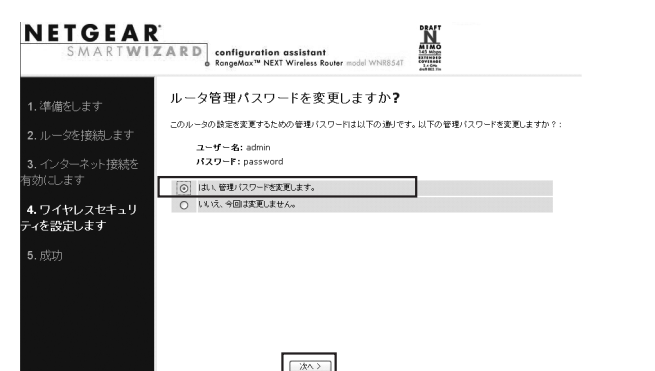 NETGEAR
SMARTWIZARD
configuration assistant
RangeMax™ NEXT Wireless Router model WNR854T
DRAFT
N
MIMO
1. 準備をします
2. ルータを接続します
3. インターネット接続を
有効にします
4. ワイヤレスセキュリ
ティを設定します
5. 成功
ルータ管理パスワードを変更しますか?
このルータの設定を変更するための管理パスワードは以下の通りです。以下の管理パスワードを変更しますか？:
ユーザー名: admin
パスワード: password
はい、管理パスワードを変更します。
いいえ、今回は変更しません。
次へ >